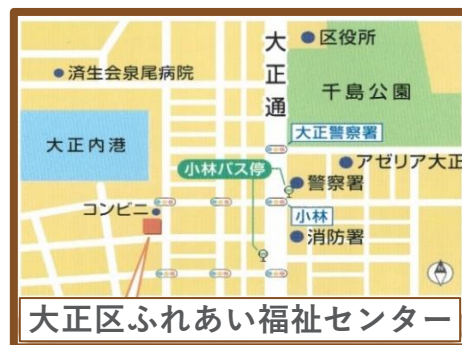 大正通
区役所
済生会泉尾病院
千島公園
大正内港
大正警察署
小林バス停
アゼリア大正
警察署
コンビニ
小林
消防署
大正区ふれあい福祉センター